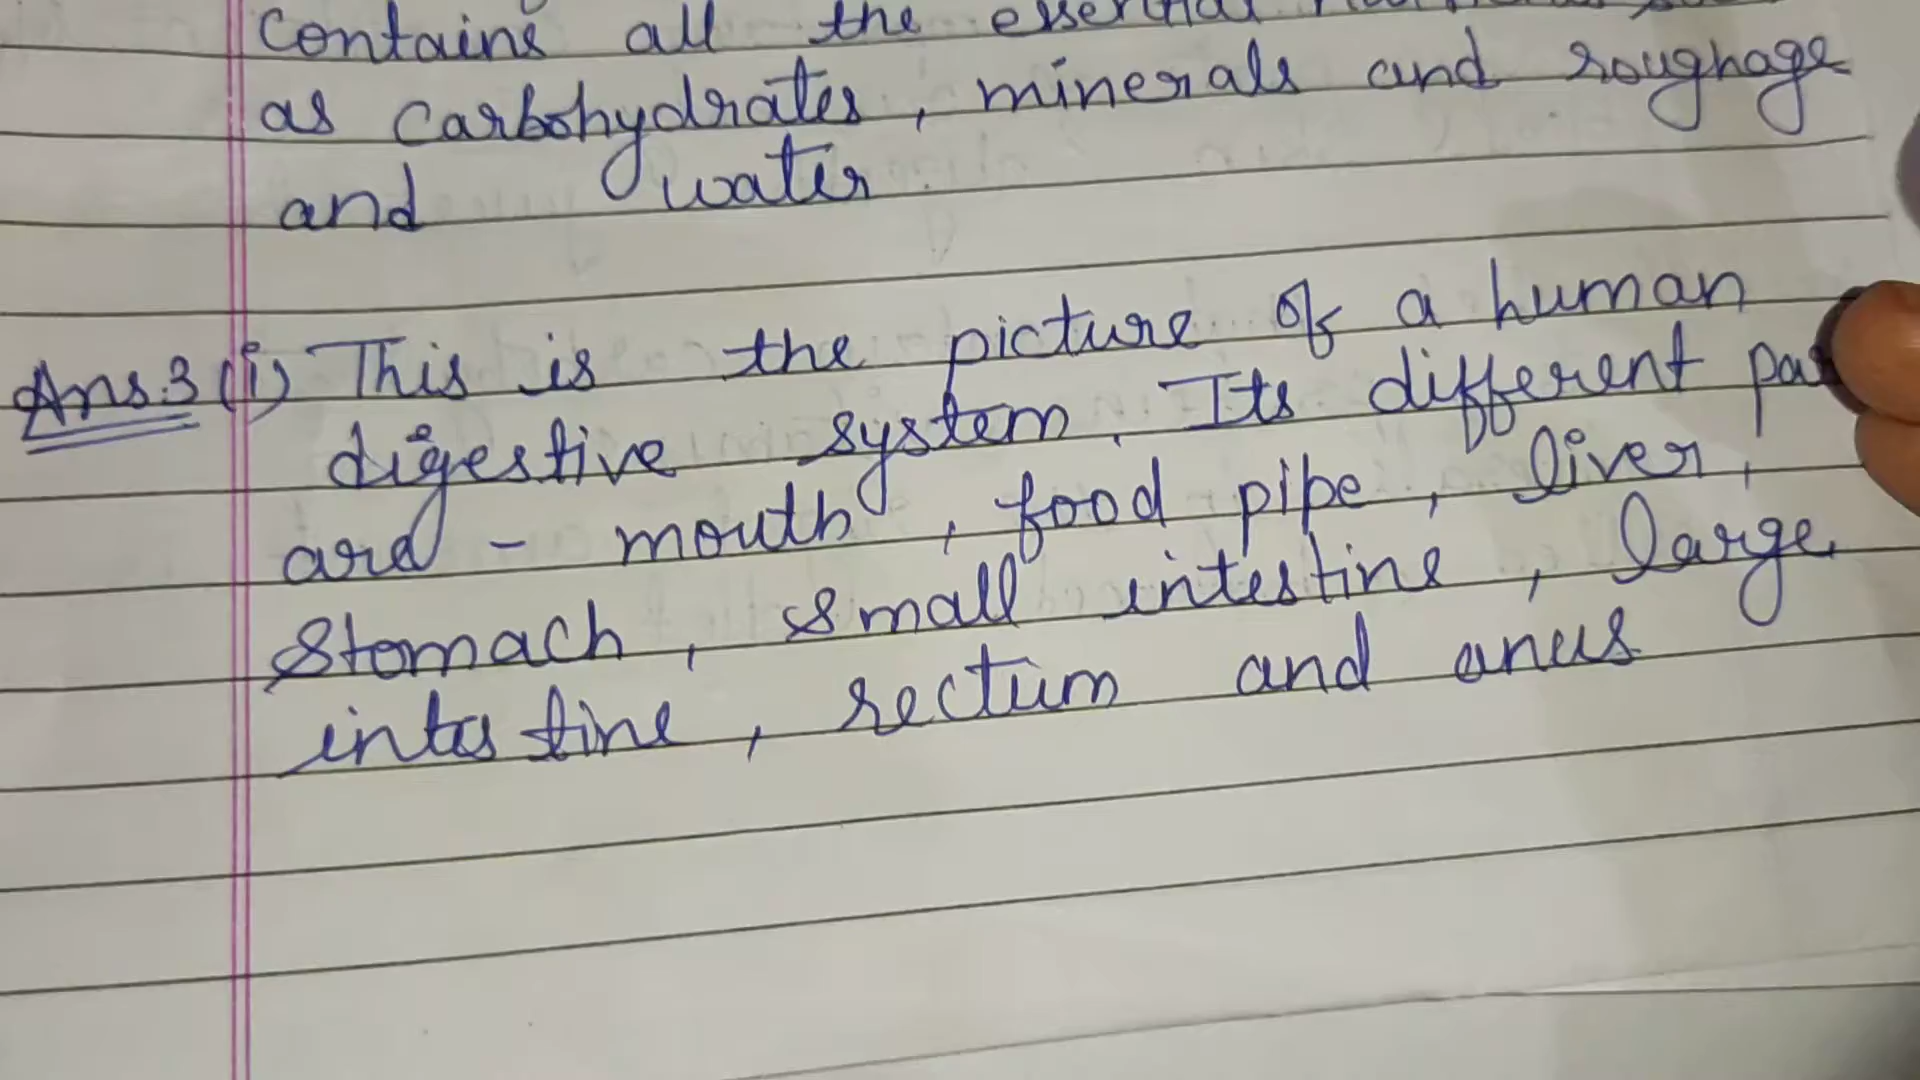 contains all the essential
as carbohydrates, minerals and roughage
and water.
Ans.3 (i) This is the picture of a human
digestive system. Its different
are - mouth, food pipe, liver,
stomach, small intestine, large
intestine, rectum and anus